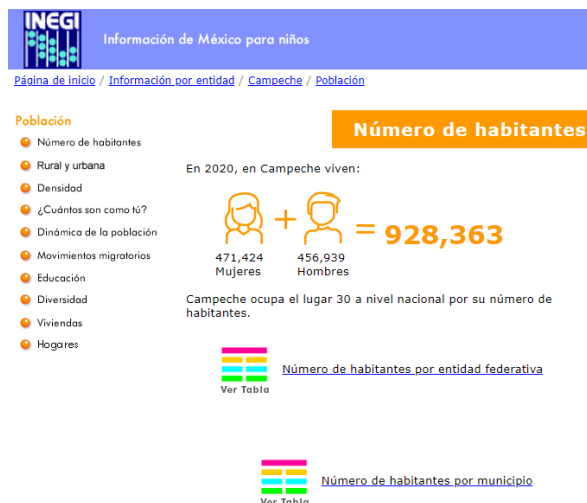 INEGI
Información de México para niños
Página de inicio / Información por entidad / Campeche / Población
Población
Número de habitantes
Rural y urbana
Densidad
¿Cuántos son como tú?
Dinámica de la población
Movimientos migratorios
Educación
Diversidad
Viviendas
Hogares
Número de habitantes
En 2020, en Campeche viven:
+ = 928,363
471,424 456,939
Mujeres Hombres
Campeche ocupa el lugar 30 a nivel nacional por su número de
habitantes.
Ver Tabla Número de habitantes por entidad federativa
Ver Tabla Número de habitantes por municipio